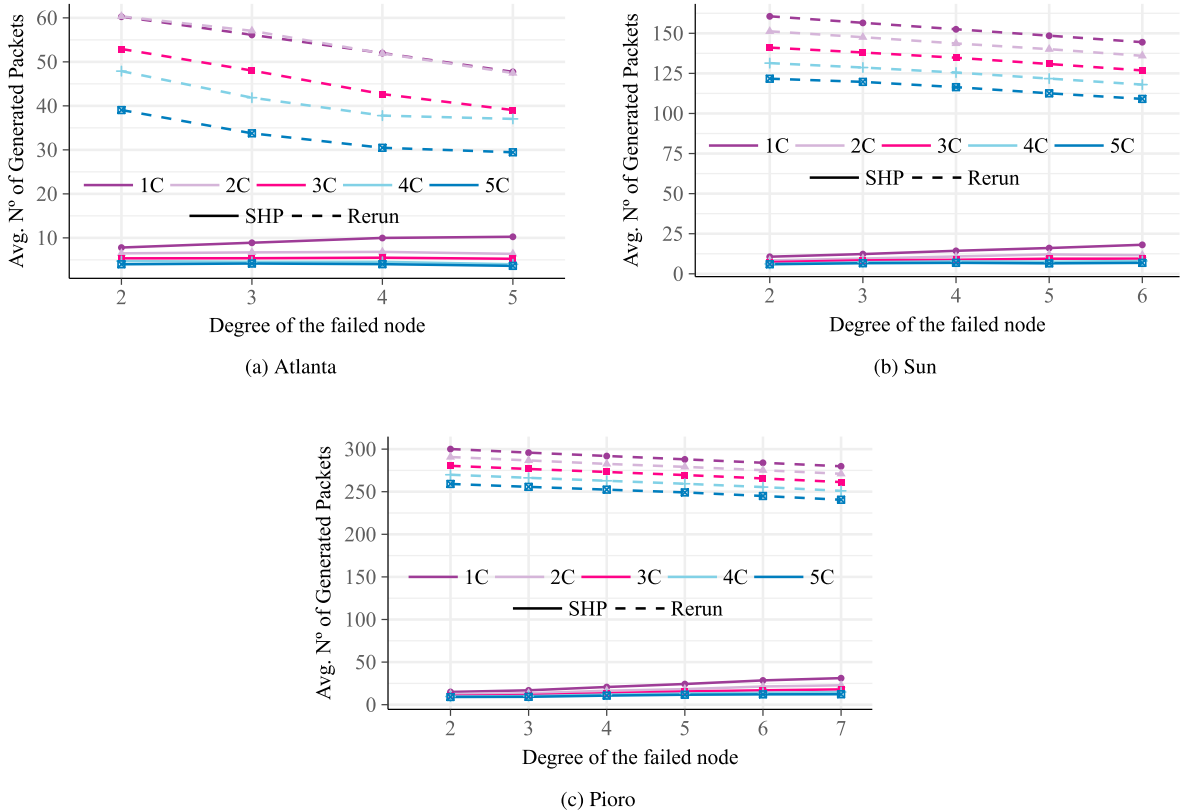 Avg. Nº of Generated Packets
60
50
40
30
20
10
1C 2C 3C 4C 5C
SHP Rerun
2 3 4 5
Degree of the failed node
(a) Atlanta
Avg. Nº of Generated Packets
150
125
100
75
50
25
0
1C 2C 3C 4C 5C
SHP Rerun
2 3 4 5 6
Degree of the failed node
(b) Sun
Avg. Nº of Generated Packets
300
250
200
150
100
50
0
1C 2C 3C 4C 5C
SHP Rerun
2 3 4 5 6 7
Degree of the failed node
(c) Pioro